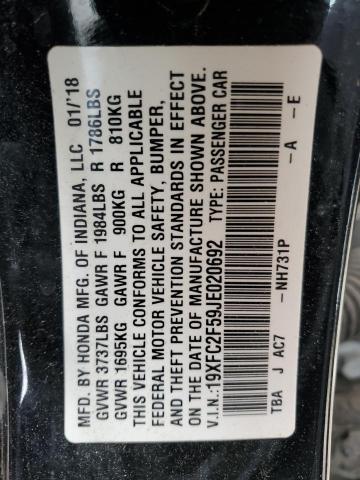 MFD. BY HONDA MFG. OF INDIANA, LLC 01/'18
GVWR 3737LBS GAWR F 1984LBS R 1786LBS
GVWR 1695KG GAWR F 900KG R 810KG
THIS VEHICLE CONFORMS TO ALL APPLICABLE
FEDERAL MOTOR VEHICLE SAFETY, BUMPER,
AND THEFT PREVENTION STANDARDS IN EFFECT
ON THE DATE OF MANUFACTURE SHOWN ABOVE.
V.I.N.:19XFC2F59JE020692 TYPE: PASSENGER CAR
TBA J AC7 -NH731P -A -E